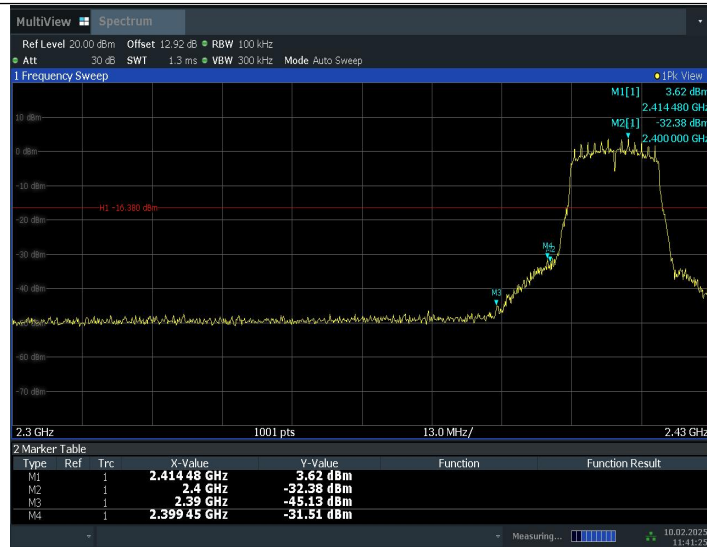 MultiView Spectrum
Ref Level 20.00 dBm Offset 12.92 dB RBW 100 kHz
Att 30 dB SWT 1.3 ms VBW 300 kHz Mode Auto Sweep
1 Frequency Sweep 1Pk View
M1[1] 3.62 dBm
2.414 480 GHz
10 dBm M2[1] -32.38 dBm
2.400 000 GHz
0 dBm
-10 dBm
H1 -16.380 dBm
-20 dBm
-30 dBm
M4
-40 dBm
M3
-60 dBm
-70 dBm
2.3 GHz 1001 pts 13.0 MHz/ 2.43 GHz
2 Marker Table
Type Ref Trc X-Value Y-Value Function Function Result
M1 1 2.414 48 GHz 3.62 dBm
M2 1 2.4 GHz -32.38 dBm
M3 1 2.39 GHz -45.13 dBm
M4 1 2.399 45 GHz -31.51 dBm
Measuring... 10.02.2025
11:41:25